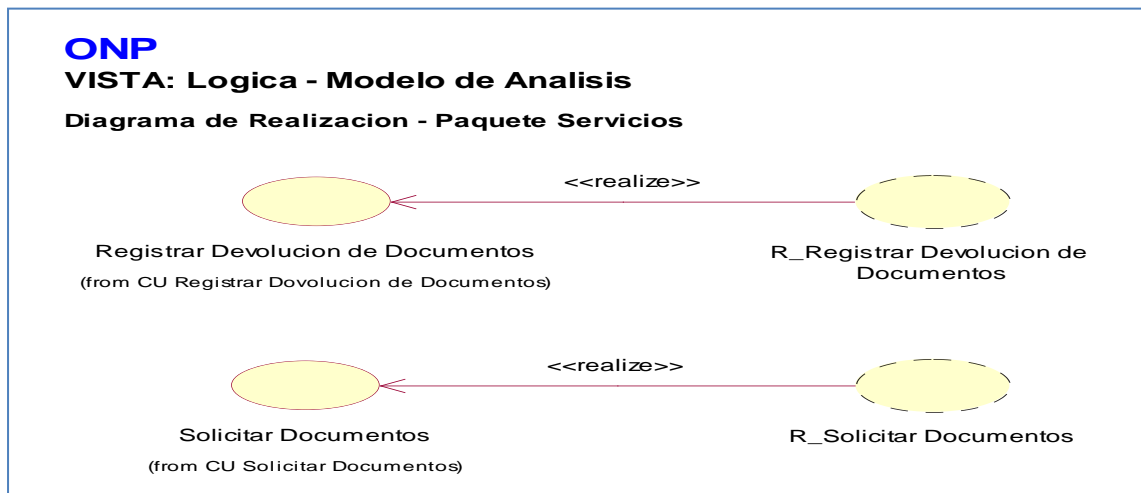 ONP
VISTA: Logica - Modelo de Analisis
Diagrama de Realizacion - Paquete Servicios
<<realize>>
Registrar Devolucion de Documentos
(from CU Registrar Dovolucion de Documentos)
R_Registrar Devolucion de
Documentos
<<realize>>
Solicitar Documentos
(from CU Solicitar Documentos)
R_Solicitar Documentos